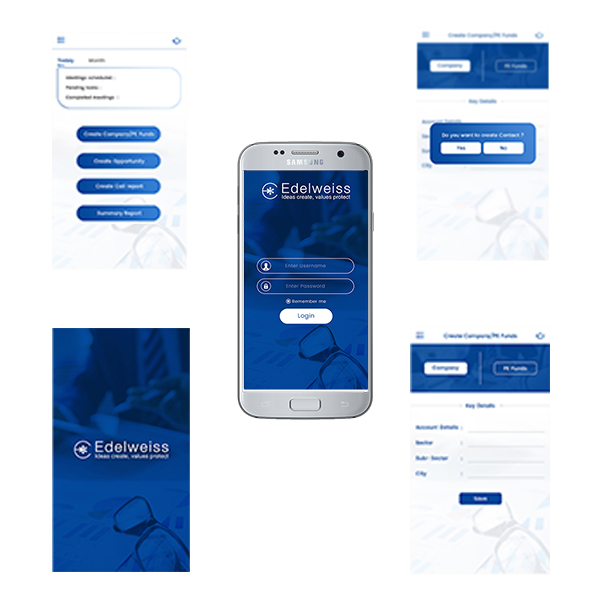 Today Month
Meetings scheduled :
Pending tasks :
Completed meetings :
Create Company/PE Funds
Create Opportunity
Create Call report
Summary Report
SAMSUNG
Edelweiss
Ideas create, values protect
Enter Username
Enter Password
Remember me
Login
Create Company/PE Funds
Company PE Funds
Key Details
Account Details
Do you want to create Contact ?
Yes No
City
Edelweiss
Ideas create, values protect
Create Company/PE Funds
Company PE Funds
Key Details
Account Details :
Sector :
Sub- Sector :
City :
Save